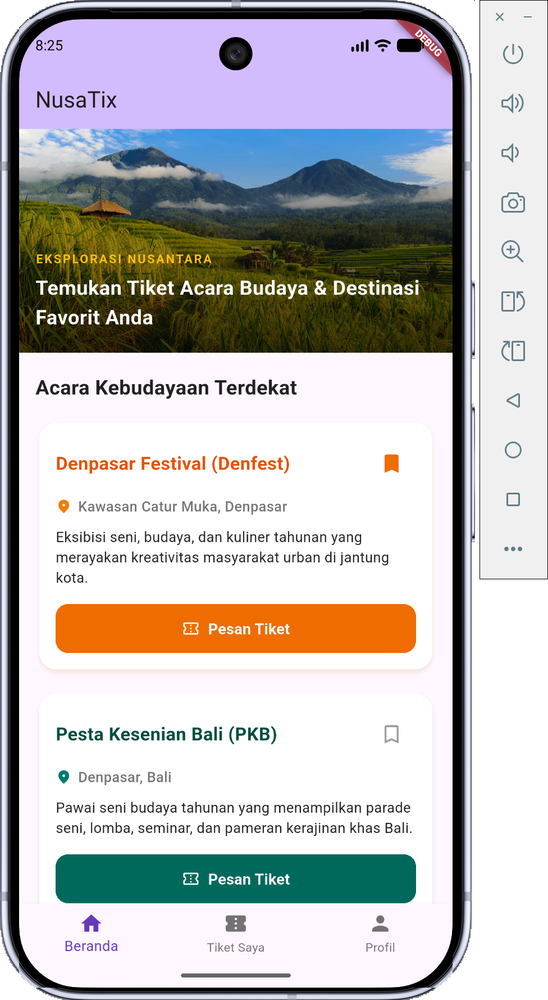 8:25
DEBUG
NusaTix
EKSPLORASI NUSANTARA
Temukan Tiket Acara Budaya & Destinasi
Favorit Anda
Acara Kebudayaan Terdekat
Denpasar Festival (Denfest)
Kawasan Catur Muka, Denpasar
Eksibisi seni, budaya, dan kuliner tahunan yang
merayakan kreativitas masyarakat urban di jantung
kota.
Pesan Tiket
Pesta Kesenian Bali (PKB)
Denpasar, Bali
Pawai seni budaya tahunan yang menampilkan parade
seni, lomba, seminar, dan pameran kerajinan khas Bali.
Pesan Tiket
Beranda
Tiket Saya
Profil